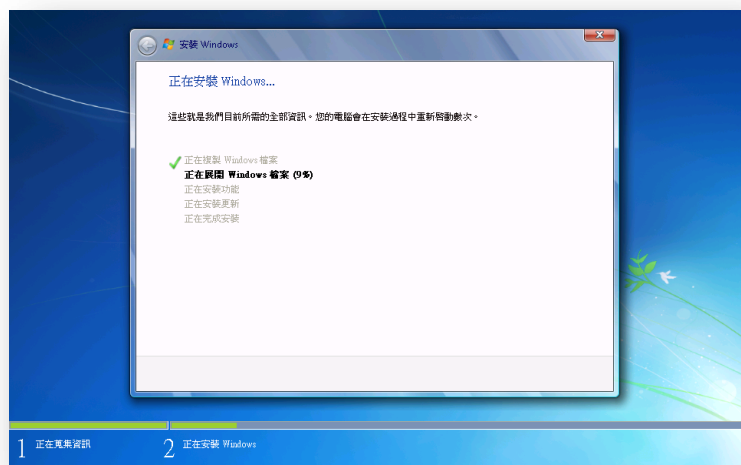 安裝 Windows
正在安裝 Windows...
這些就是我們目前所需的全部資訊。您的電腦會在安裝過程中重新啟動數次。
正在複製 Windows 檔案
正在展開 Windows 檔案 (9%)
正在安裝功能
正在安裝更新
正在完成安裝
1 正在蒐集資訊
2 正在安裝 Windows